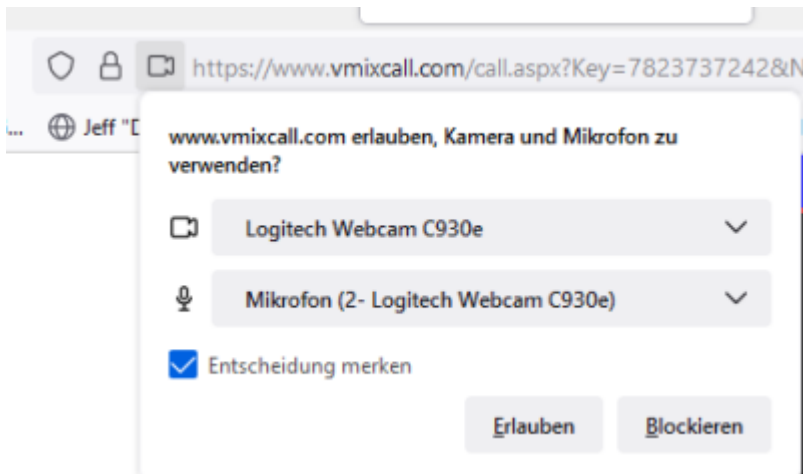 https://www.vmixcall.com/call.aspx?Key=7823737242&N
... Jeff "D
www.vmixcall.com erlauben, Kamera und Mikrofon zu
verwenden?
Logitech Webcam C930e
Mikrofon (2- Logitech Webcam C930e)
Entscheidung merken
Erlauben Blockieren